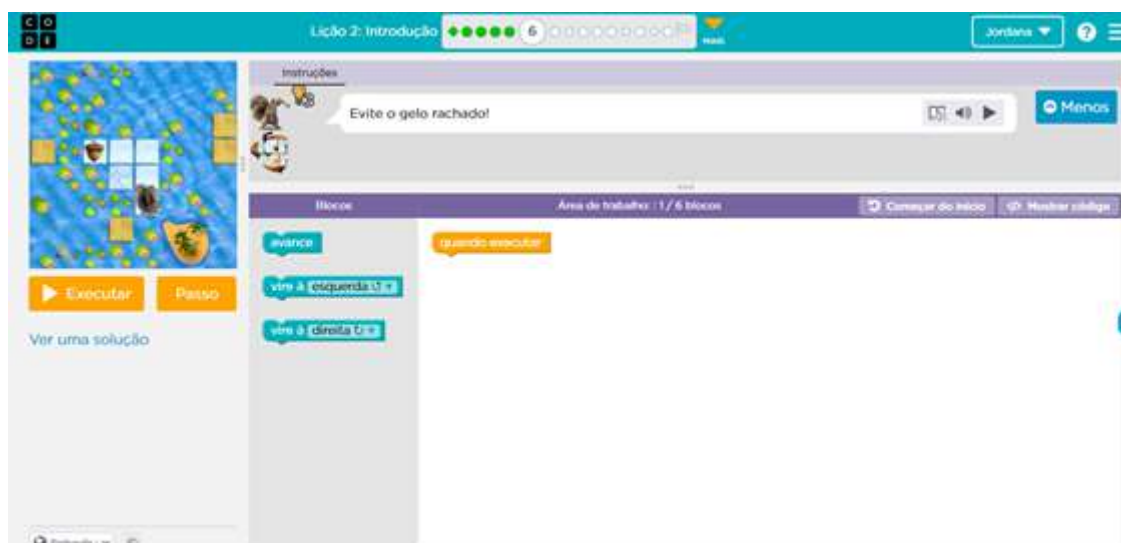 C O
D E
Lição 2: Introdução
6
MAIS
Jordana
?
Instruções
Evite o gelo rachado!
Menos
Blocos
Área de trabalho: 1 / 6 blocos
Começar do início
Mostrar código
avance
quando executar
vire à esquerda
vire à direita
Executar
Passo
Ver uma solução